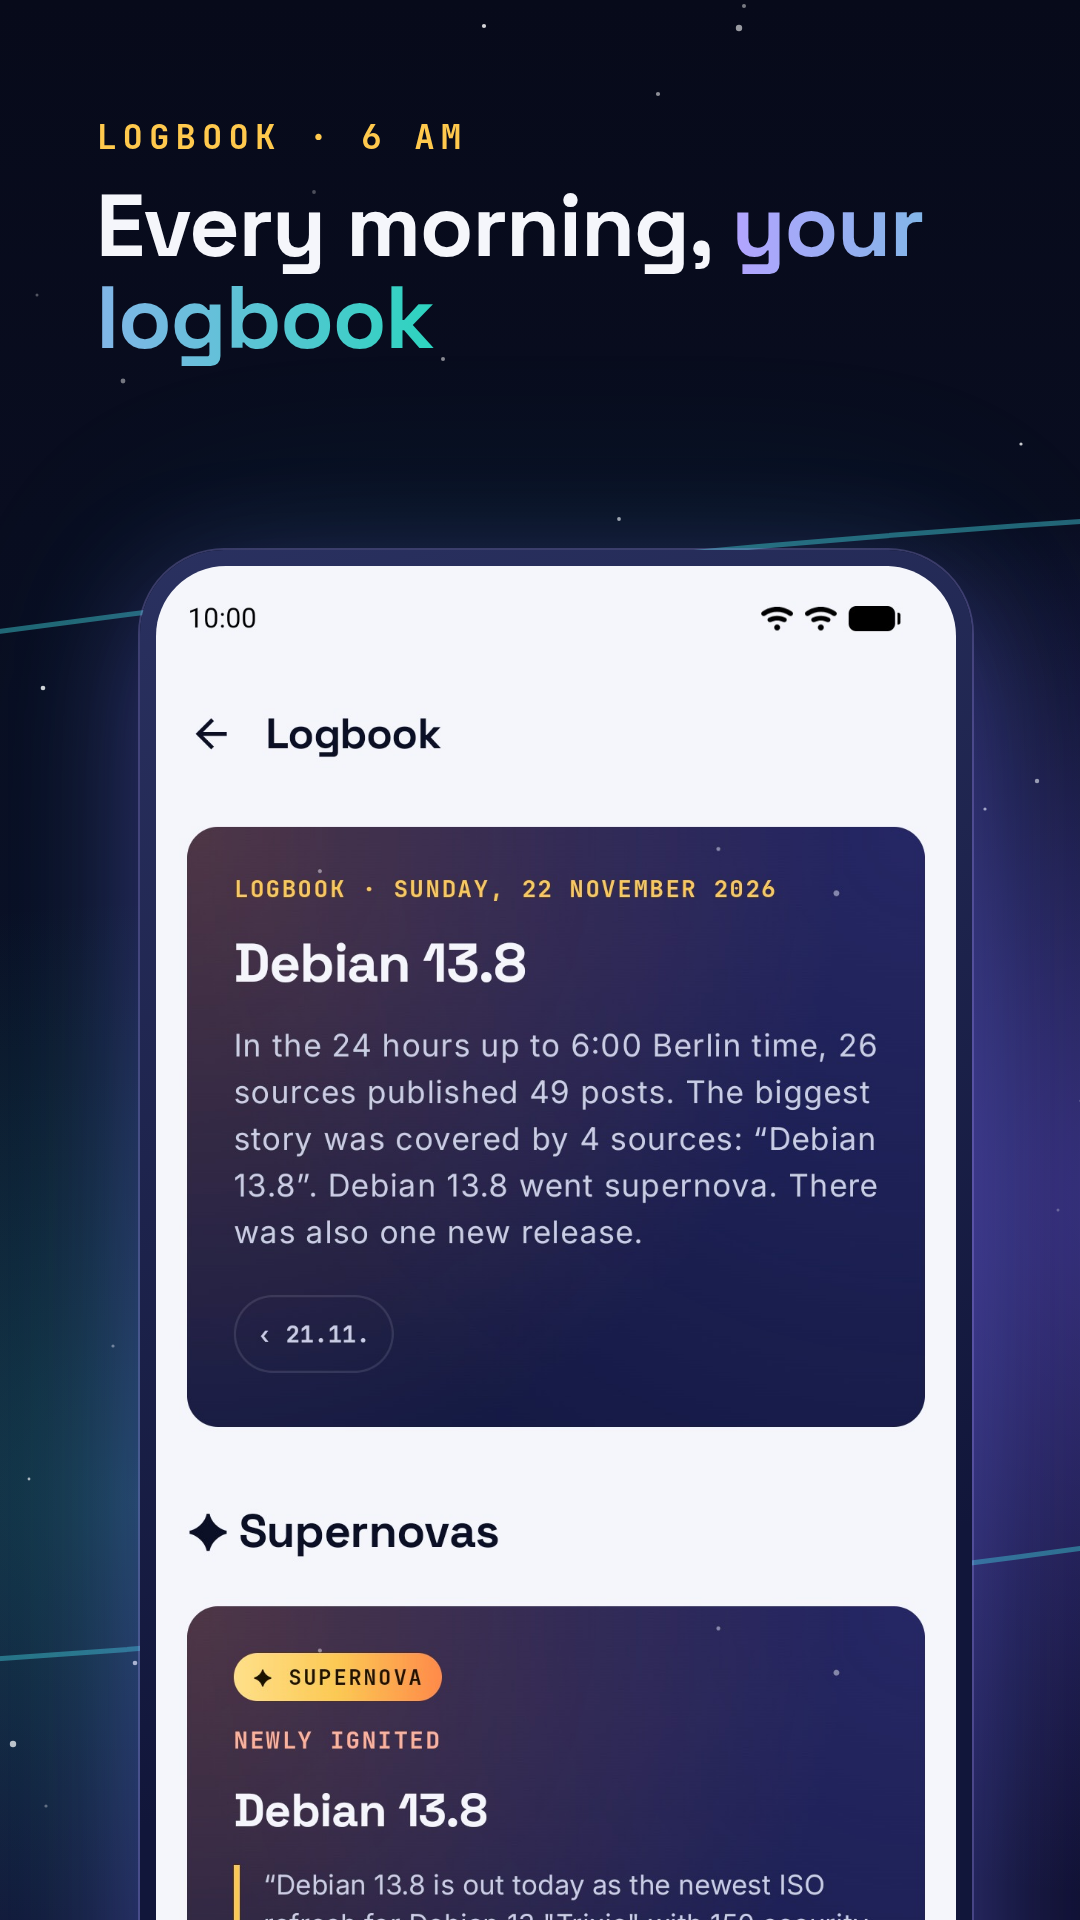 LOGBOOK · 6 AM
Every morning, your
logbook
10:00
Logbook
LOGBOOK · SUNDAY, 22 NOVEMBER 2026
Debian 13.8
In the 24 hours up to 6:00 Berlin time, 26
sources published 49 posts. The biggest
story was covered by 4 sources: “Debian
13.8”. Debian 13.8 went supernova. There
was also one new release.
‹ 21.11.
Supernovas
SUPERNOVA
NEWLY IGNITED
Debian 13.8
“Debian 13.8 is out today as the newest ISO